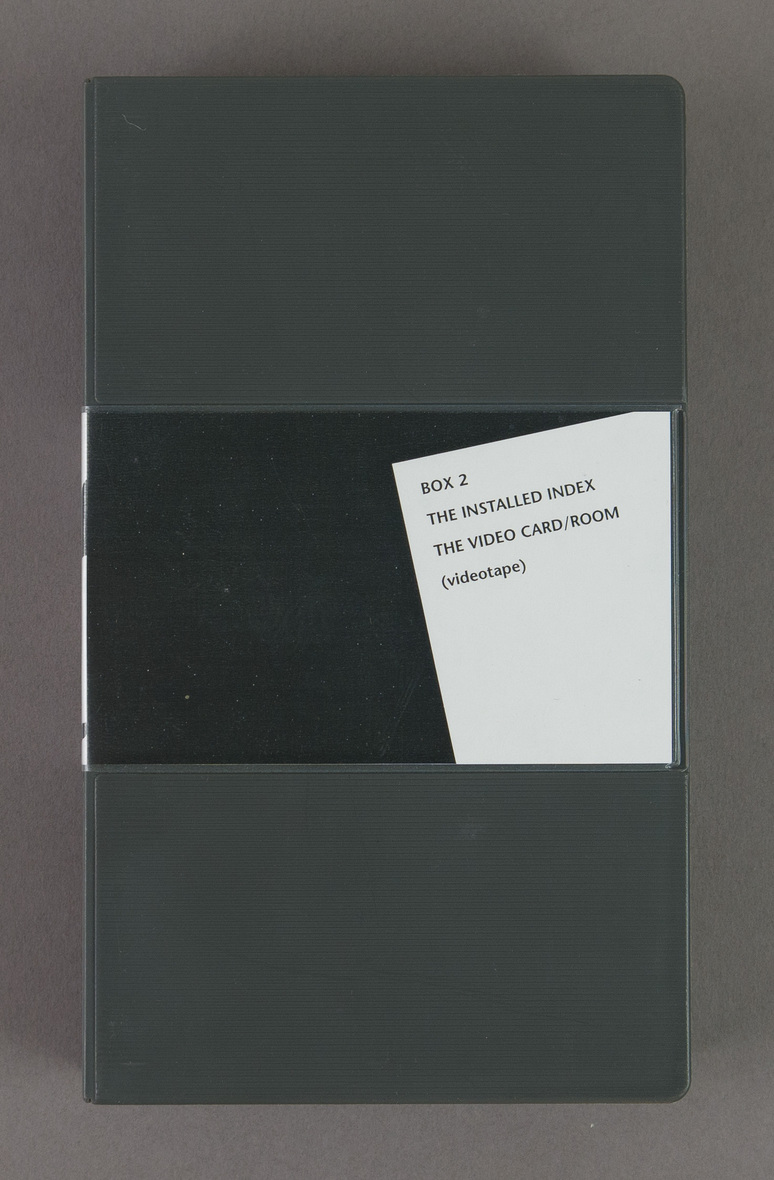 BOX 2
THE INSTALLED INDEX
THE VIDEO CARD/ROOM
(videotape)